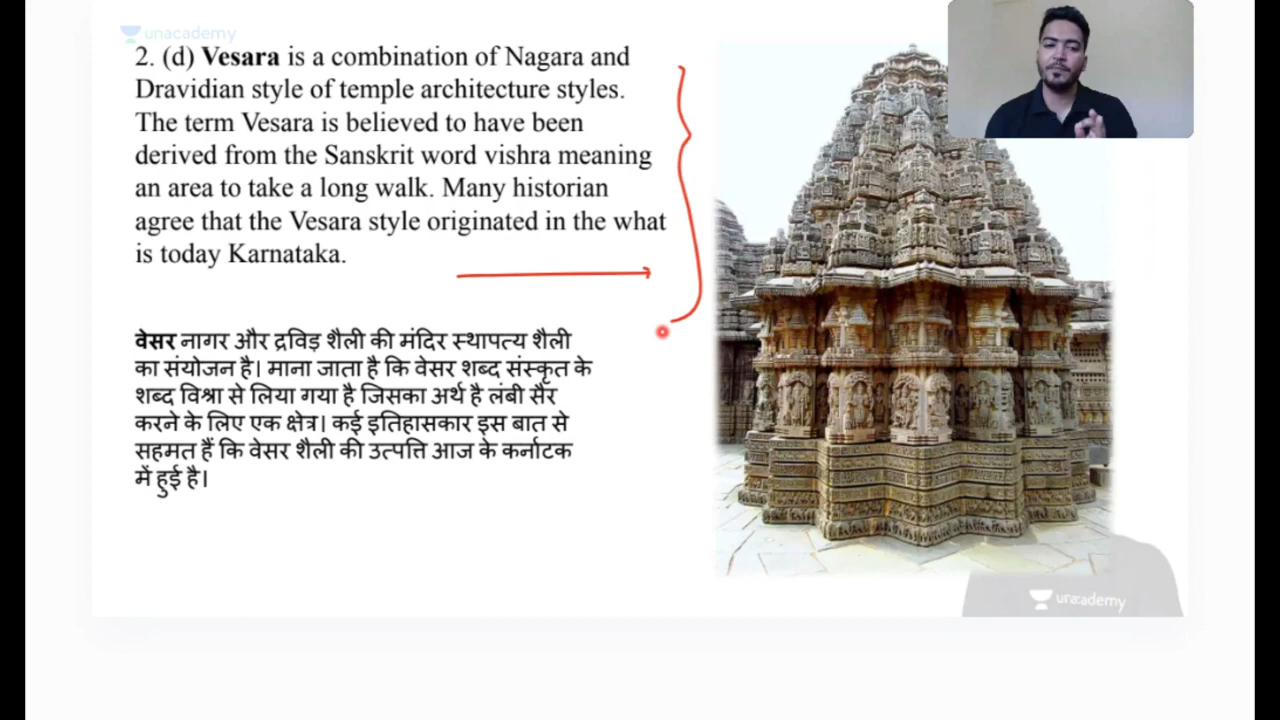 unacademy
2. (d) Vesara is a combination of Nagara and
Dravidian style of temple architecture styles.
The term Vesara is believed to have been
derived from the Sanskrit word vishra meaning
an area to take a long walk. Many historian
agree that the Vesara style originated in the what
is today Karnataka.
वेसर नागर और द्रविड़ शैली की मंदिर स्थापत्य शैली
का संयोजन है। माना जाता है कि वेसर शब्द संस्कृत के
शब्द विश्रा से लिया गया है जिसका अर्थ है लंबी सैर
करने के लिए एक क्षेत्र। कई इतिहासकार इस बात से
सहमत हैं कि वेसर शैली की उत्पत्ति आज के कर्नाटक
में हुई है।
unacademy